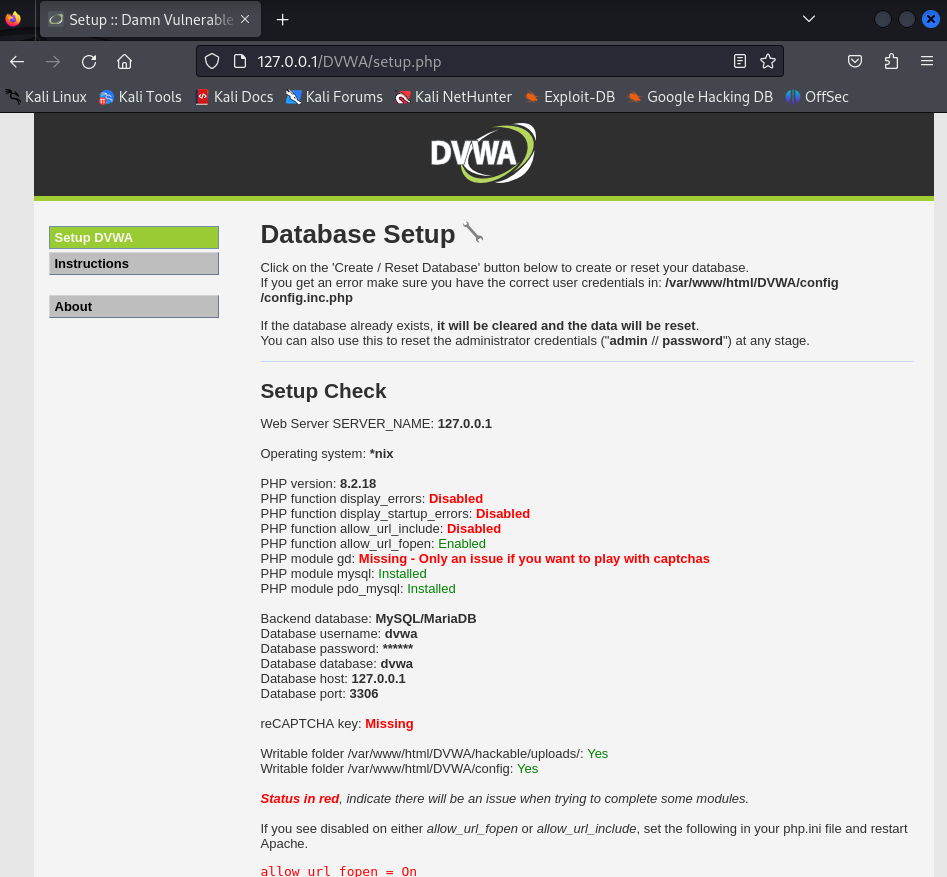 Setup :: Damn Vulnerable
127.0.0.1/DVWA/setup.php
Kali Linux Kali Tools Kali Docs Kali Forums Kali NetHunter Exploit-DB Google Hacking DB OffSec
DVWA
Setup DVWA
Instructions
About
Database Setup
Click on the 'Create / Reset Database' button below to create or reset your database.
If you get an error make sure you have the correct user credentials in: /var/www/html/DVWA/config
/config.inc.php
If the database already exists, it will be cleared and the data will be reset.
You can also use this to reset the administrator credentials ("admin // password") at any stage.
Setup Check
Web Server SERVER_NAME: 127.0.0.1
Operating system: *nix
PHP version: 8.2.18
PHP function display_errors: Disabled
PHP function display_startup_errors: Disabled
PHP function allow_url_include: Disabled
PHP function allow_url_fopen: Enabled
PHP module gd: Missing - Only an issue if you want to play with captchas
PHP module mysql: Installed
PHP module pdo_mysql: Installed
Backend database: MySQL/MariaDB
Database username: dvwa
Database password: ******
Database database: dvwa
Database host: 127.0.0.1
Database port: 3306
reCAPTCHA key: Missing
Writable folder /var/www/html/DVWA/hackable/uploads/: Yes
Writable folder /var/www/html/DVWA/config: Yes
Status in red, indicate there will be an issue when trying to complete some modules.
If you see disabled on either allow_url_fopen or allow_url_include, set the following in your php.ini file and restart
Apache.
allow_url_fopen = On